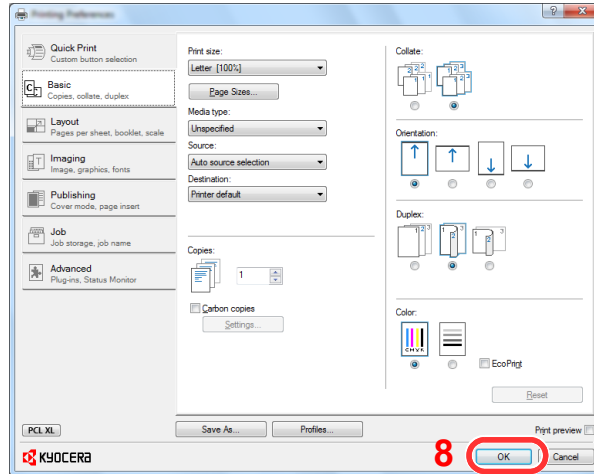 Printing Preferences
Quick Print
Custom button selection
Basic
Copies, collate, duplex
Layout
Pages per sheet, booklet, scale
Imaging
Image, graphics, fonts
Publishing
Cover mode, page insert
Job
Job storage, job name
Advanced
Plug-ins, Status Monitor
Print size:
Letter [100%]
Page Sizes...
Media type:
Unspecified
Source:
Auto source selection
Destination:
Printer default
Copies:
1
Carbon copies
Settings...
Collate:
Orientation:
Duplex:
Color:
CMYK
EcoPrint
Reset
PCL XL
Save As...
Profiles...
Print preview
KYOCERA
8
OK
Cancel